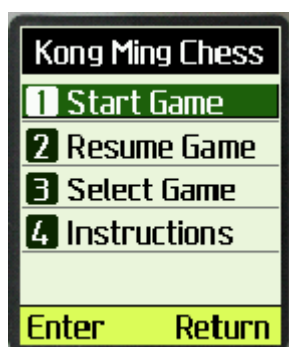 Kong Ming Chess
1 Start Game
2 Resume Game
3 Select Game
4 Instructions
Enter Return